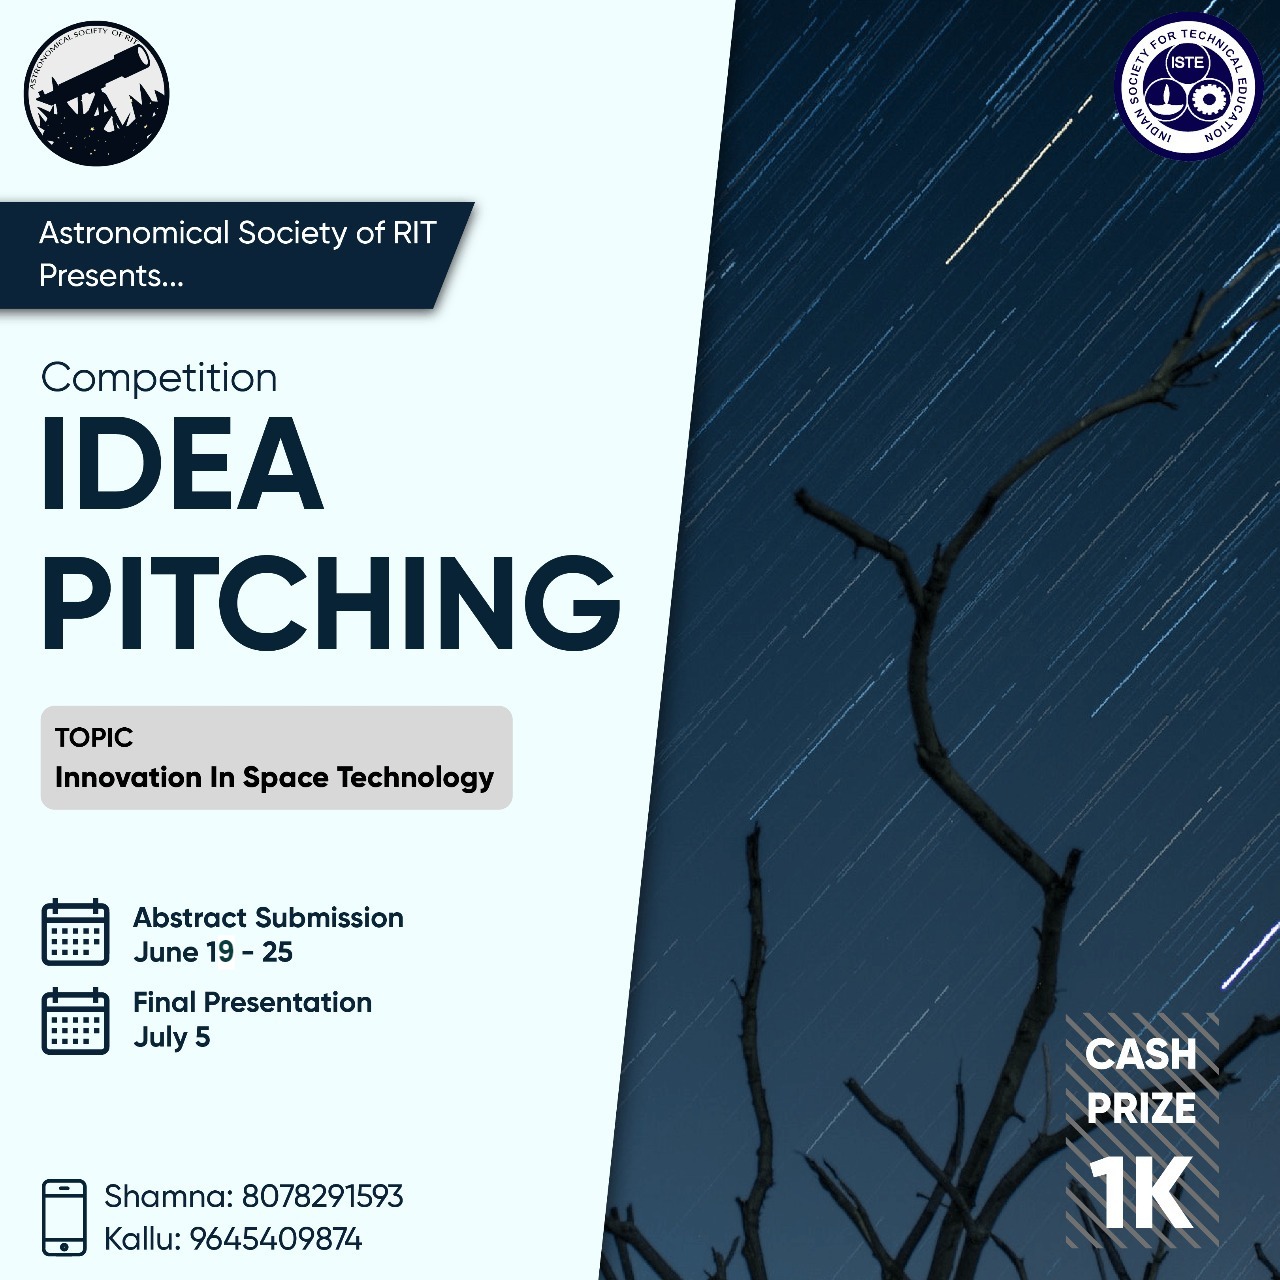 ASTRONOMICAL SOCIETY OF RIT
INDIAN SOCIETY FOR TECHNICAL EDUCATION
ISTE
Astronomical Society of RIT
Presents...
Competition
IDEA
PITCHING
TOPIC
Innovation In Space Technology
Abstract Submission
June 19 - 25
Final Presentation
July 5
Shamna: 8078291593
Kallu: 9645409874
CASH
PRIZE
1K